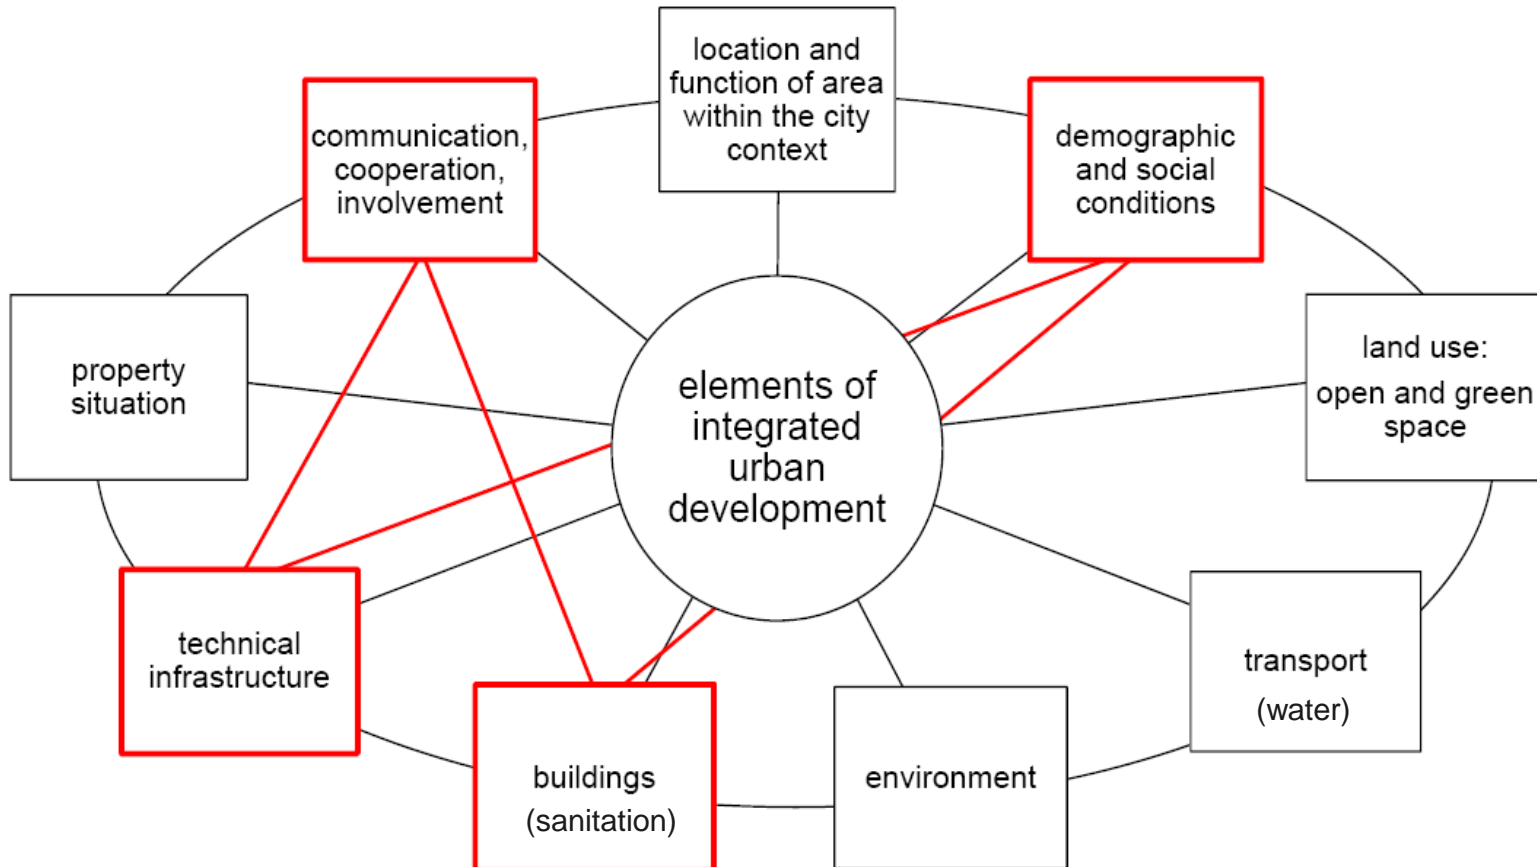 location and
function of area
within the city
context
communication,
cooperation,
involvement
demographic
and social
conditions
property
situation
land use:
open and green
space
elements of
integrated
urban
development
technical
infrastructure
transport
(water)
buildings
(sanitation)
environment